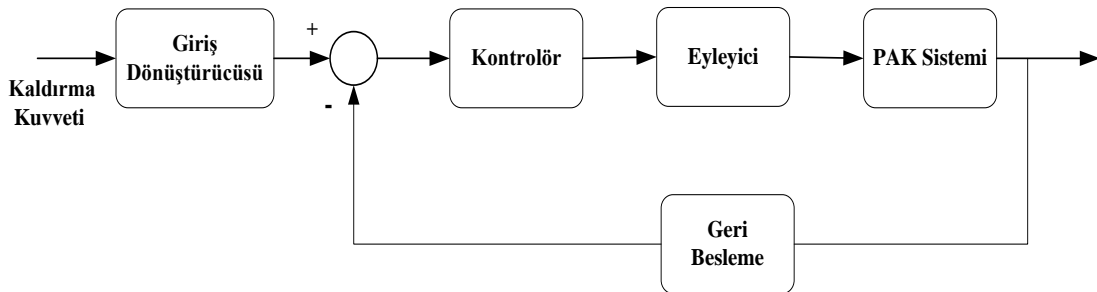 Kaldırma
Kuvveti
Giriş
Dönüştürücüsü
+
-
Kontrolör
Eyleyici
PAK Sistemi
Geri
Besleme